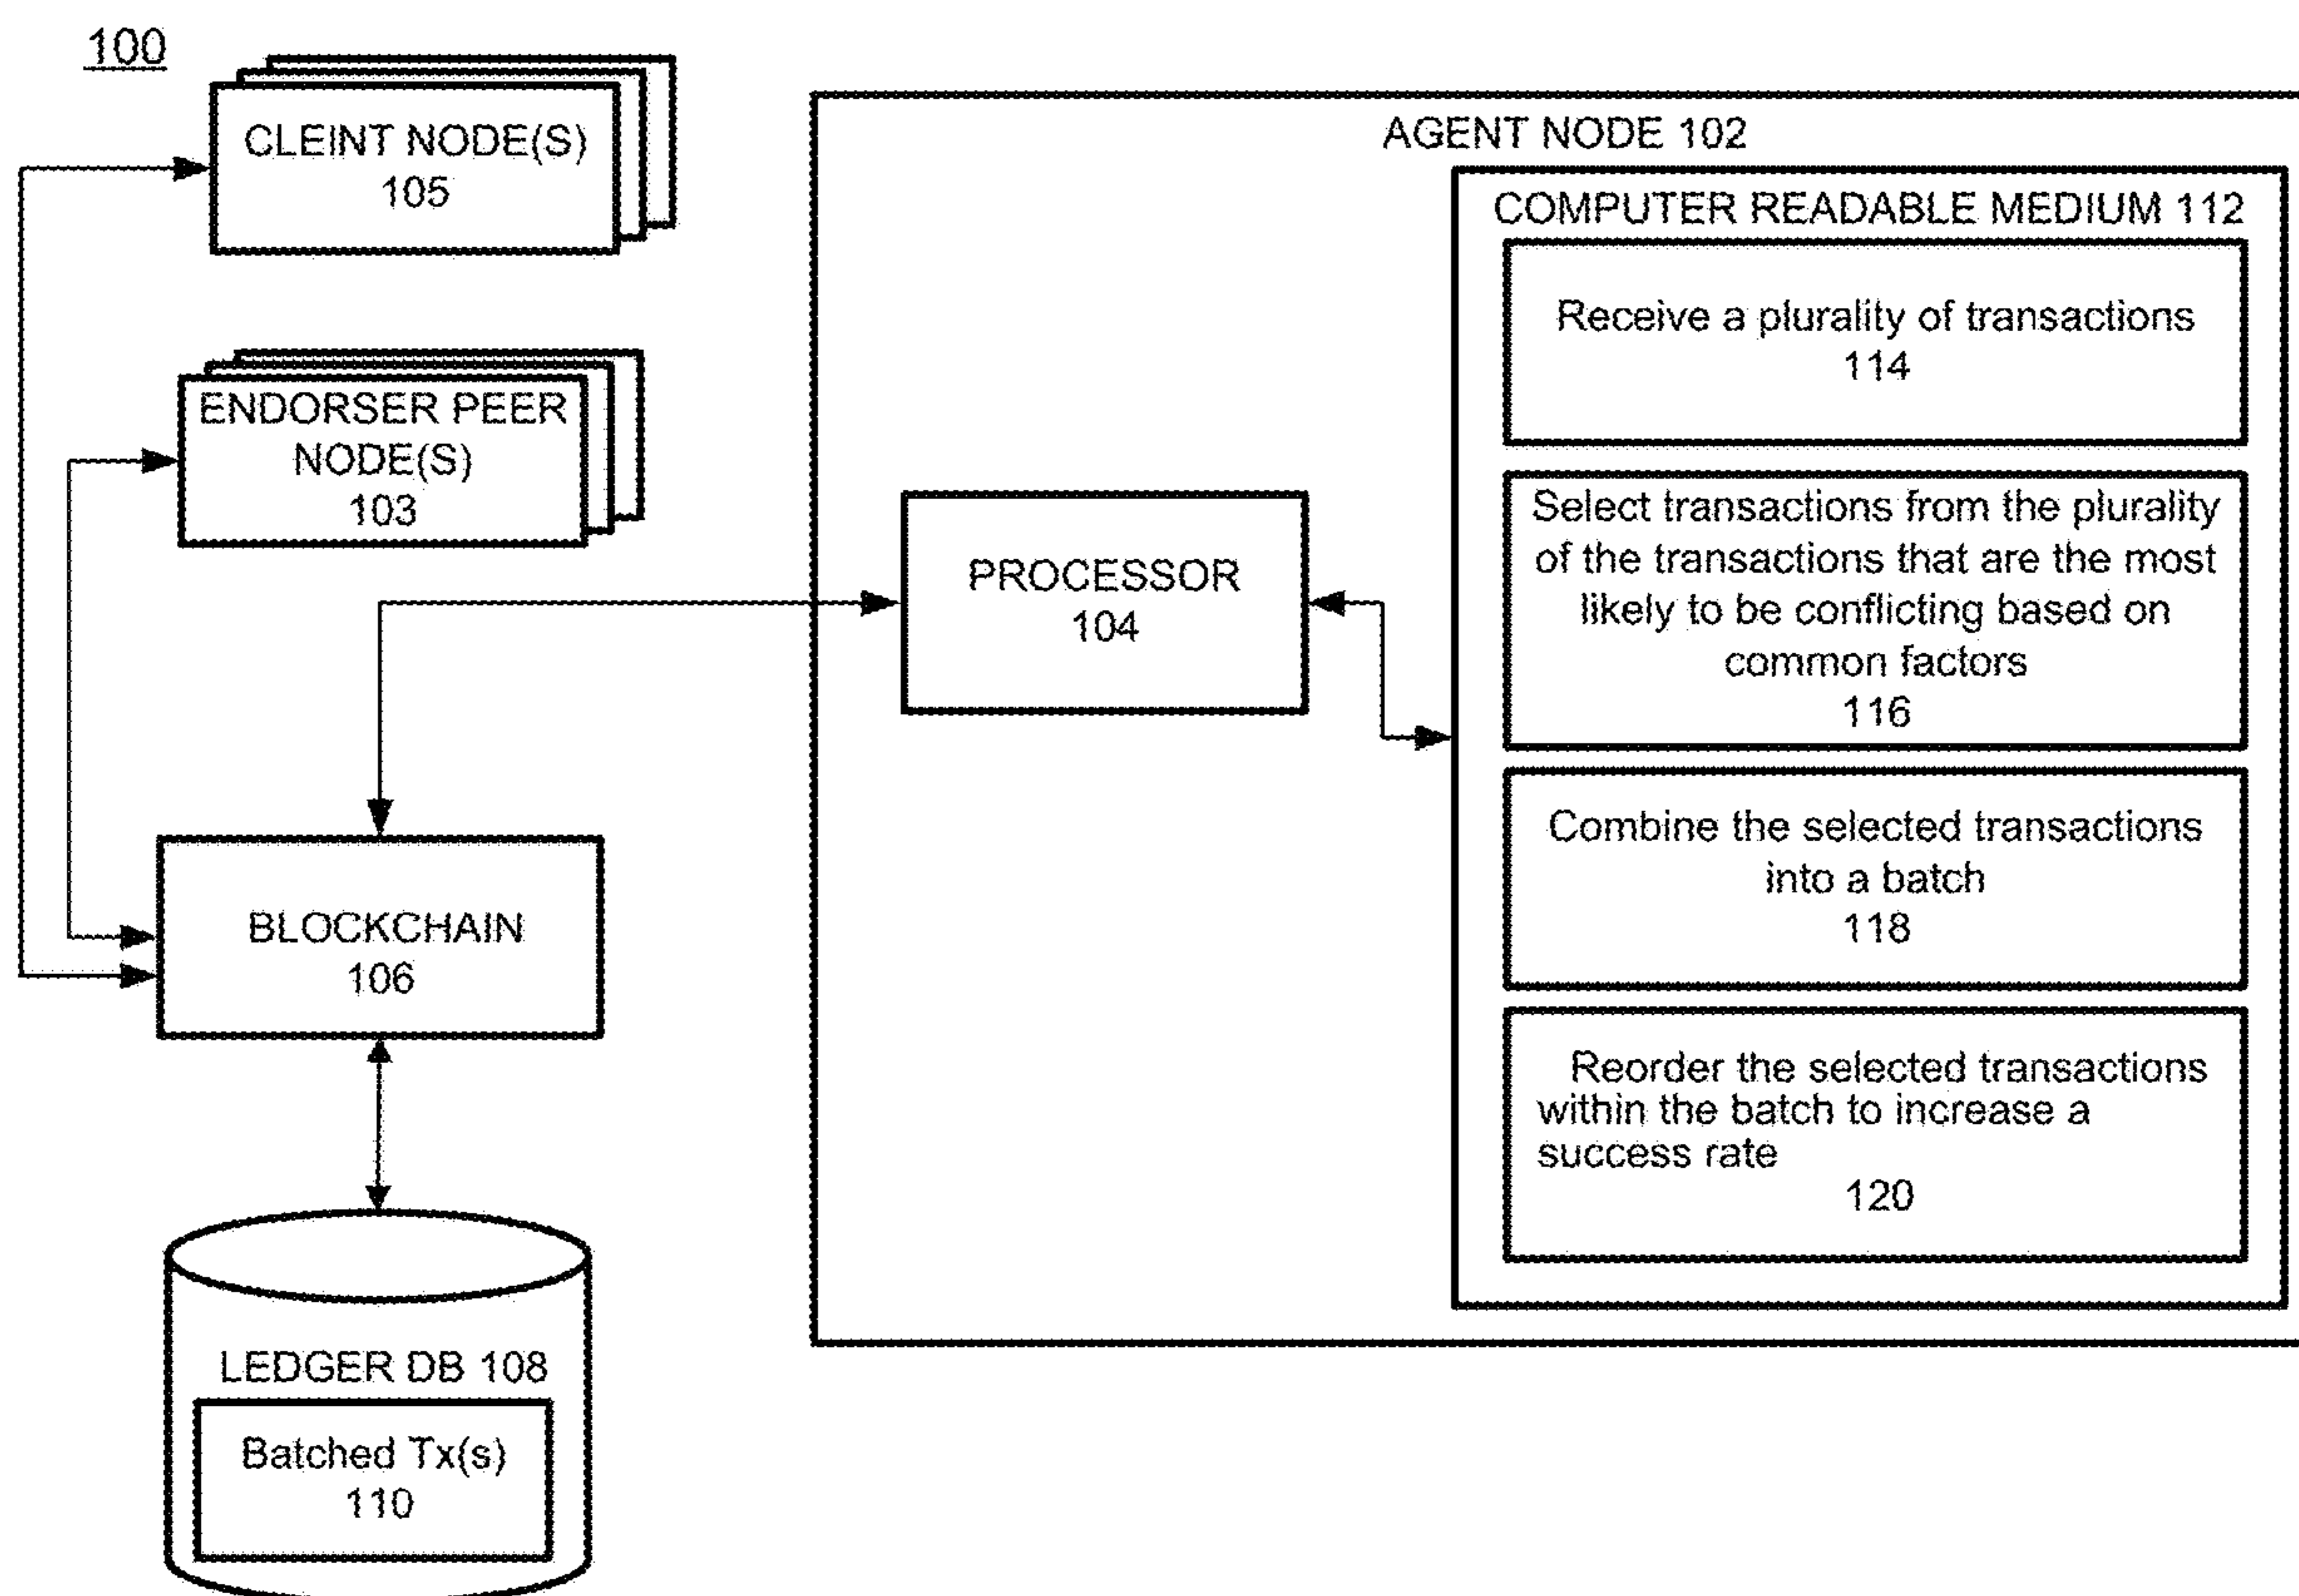 100
CLEINT NODE(S)
105
ENDORSER PEER
NODE(S)
103
BLOCKCHAIN
106
LEDGER DB 108
Batched Tx(s)
110
AGENT NODE 102
PROCESSOR
104
COMPUTER READABLE MEDIUM 112
Receive a plurality of transactions
114
Select transactions from the plurality
of the transactions that are the most
likely to be conflicting based on
common factors
116
Combine the selected transactions
into a batch
118
Reorder the selected transactions
within the batch to increase a
success rate
120